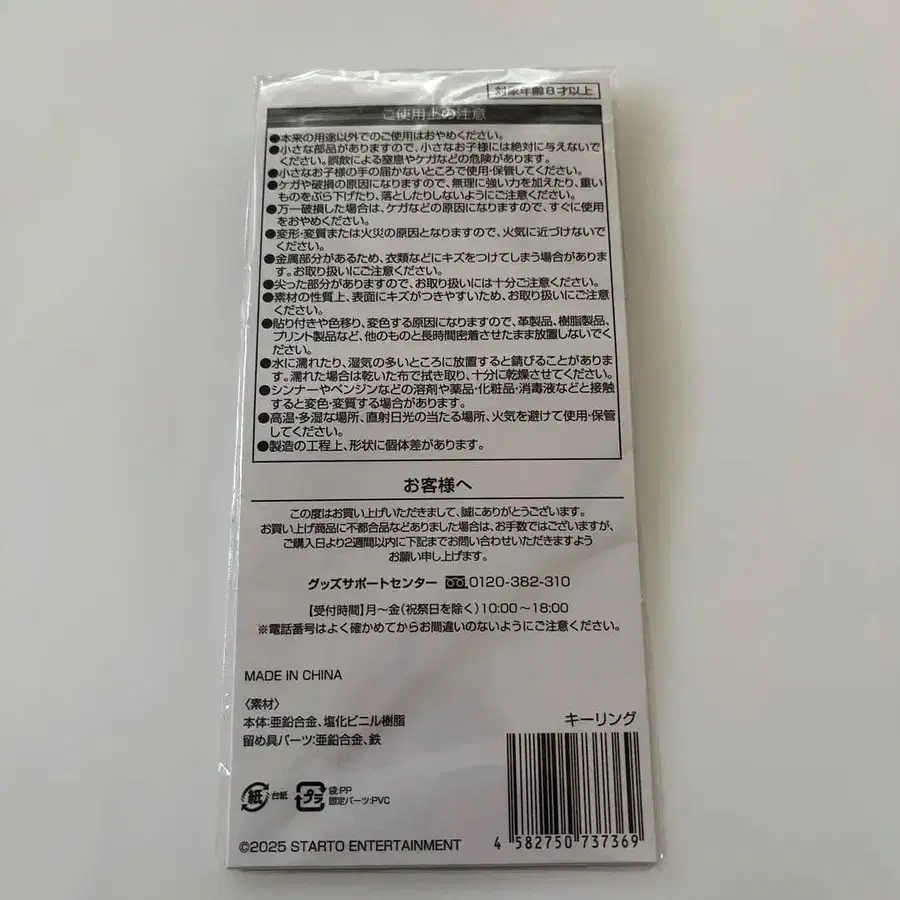 対象年齢8才以上
ご使用上の注意
●本来の用途以外でのご使用はおやめください。
●小さな部品がありますので、小さなお子様には絶対に与えないで
ください。誤飲による窒息やケガなどの危険があります。
●小さなお子様の手の届かないところで使用・保管してください。
●ケガや破損の原因になりますので、無理に強い力を加えたり、重い
ものをぶら下げたり、落としたりしないようにご注意ください。
●万一破損した場合は、ケガなどの原因になりますので、すぐに使用
をおやめください。
●変形・変質または火災の原因となりますので、火気に近づけないで
ください。
●金属部分があるため、衣類などにキズをつけてしまう場合がありま
す。お取り扱いにご注意ください。
●尖った部分がありますので、お取り扱いには十分ご注意ください。
●素材の性質上、表面にキズがつきやすいため、お取り扱いにご注意
ください。
●貼り付きや色移り、変色する原因になりますので、革製品、樹脂製品、
プリント製品など、他のものと長時間密着させたまま放置しないでく
ださい。
●水に濡れたり、湿気の多いところに放置すると錆びることがありま
す。濡れた場合は乾いた布で拭き取り、十分に乾燥させてください。
●シンナーやベンジンなどの溶剤や薬品・化粧品・消毒液などと接触
すると変色・変質する場合があります。
●高温・多湿な場所、直射日光の当たる場所、火気を避けて使用・保管
してください。
●製造の工程上、形状に個体差があります。
お客様へ
この度はお買い上げいただきまして、誠にありがとうございます。
お買い上げ商品に不都合品などありました場合は、お手数ではございますが、
ご購入日より2週間以内に下記までお問い合わせいただきますよう
お願い申し上げます。
グッズサポートセンター 0120-382-310
【受付時間】月～金(祝祭日を除く)10:00～18:00
※電話番号はよく確かめてからお間違いのないようにご注意ください。
MADE IN CHINA
〈素材〉
本体:亜鉛合金、塩化ビニル樹脂
留め具パーツ:亜鉛合金、鉄
キーリング
紙 台紙 プラ 袋:PP
固定パーツ:PVC
©2025 STARTO ENTERTAINMENT
4 582750 737369